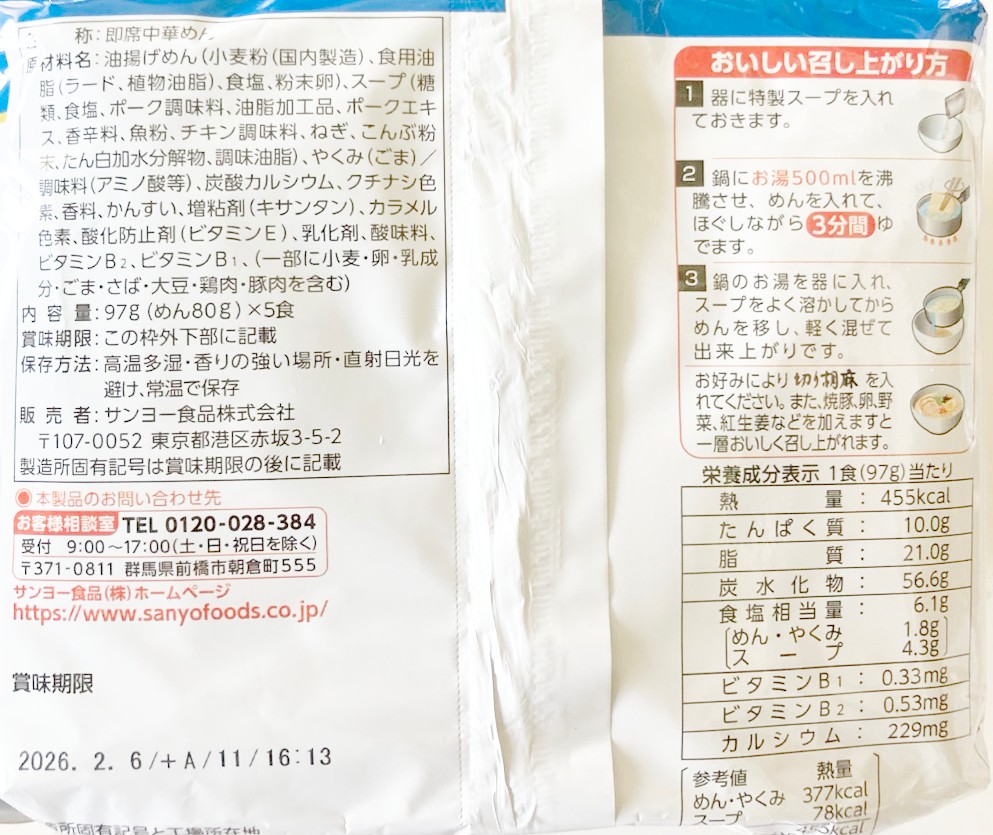 称:即席中華めん
原材料名:油揚げめん(小麦粉(国内製造)、食用油
脂(ラード、植物油脂)、食塩、粉末卵)、スープ(糖
類、食塩、ポーク調味料、油脂加工品、ポークエキ
ス、香辛料、魚粉、チキン調味料、ねぎ、こんぶ粉
末、たん白加水分解物、調味油脂)、やくみ(ごま)/
調味料(アミノ酸等)、炭酸カルシウム、クチナシ色
素、香料、かんすい、増粘剤(キサンタン)、カラメル
色素、酸化防止剤(ビタミンE)、乳化剤、酸味料、
ビタミンB2、ビタミンB1、(一部に小麦・卵・乳成
分・ごま・さば・大豆・鶏肉・豚肉を含む)
内容量:97g(めん80g)×5食
賞味期限:この枠外下部に記載
保存方法:高温多湿・香りの強い場所・直射日光を
避け、常温で保存
販売者:サンヨー食品株式会社
〒107-0052 東京都港区赤坂3-5-2
製造所固有記号は賞味期限の後に記載
●本製品のお問い合わせ先
お客様相談室 TEL 0120-028-384
受付 9:00~17:00(土・日・祝日を除く)
〒371-0811 群馬県前橋市朝倉町555
サンヨー食品(株)ホームページ
https://www.sanyofoods.co.jp/
賞味期限
2026. 2. 6/+A/11/16:13
所固有記号と工場所在地
おいしい召し上がり方
1 器に特製スープを入れ
ておきます。
2 鍋にお湯500mlを沸
騰させ、めんを入れて、
ほぐしながら3分間ゆ
でます。
3 鍋のお湯を器に入れ、
スープをよく溶かしてから
めんを移し、軽く混ぜて
出来上がりです。
お好みにより切り胡麻を入
れてください。また、焼豚、卵、野
菜、紅生姜などを加えますと
一層おいしく召し上がれます。
栄養成分表示 1食(97g)当たり
熱量:455kcal
たんぱく質:10.0g
脂質:21.0g
炭水化物:56.6g
食塩相当量:6.1g
めん・やくみ 1.8g
スープ 4.3g
ビタミンB1:0.33mg
ビタミンB2:0.53mg
カルシウム:229mg
参考値 熱量
めん・やくみ 377kcal
スープ 78kcal
455kcal